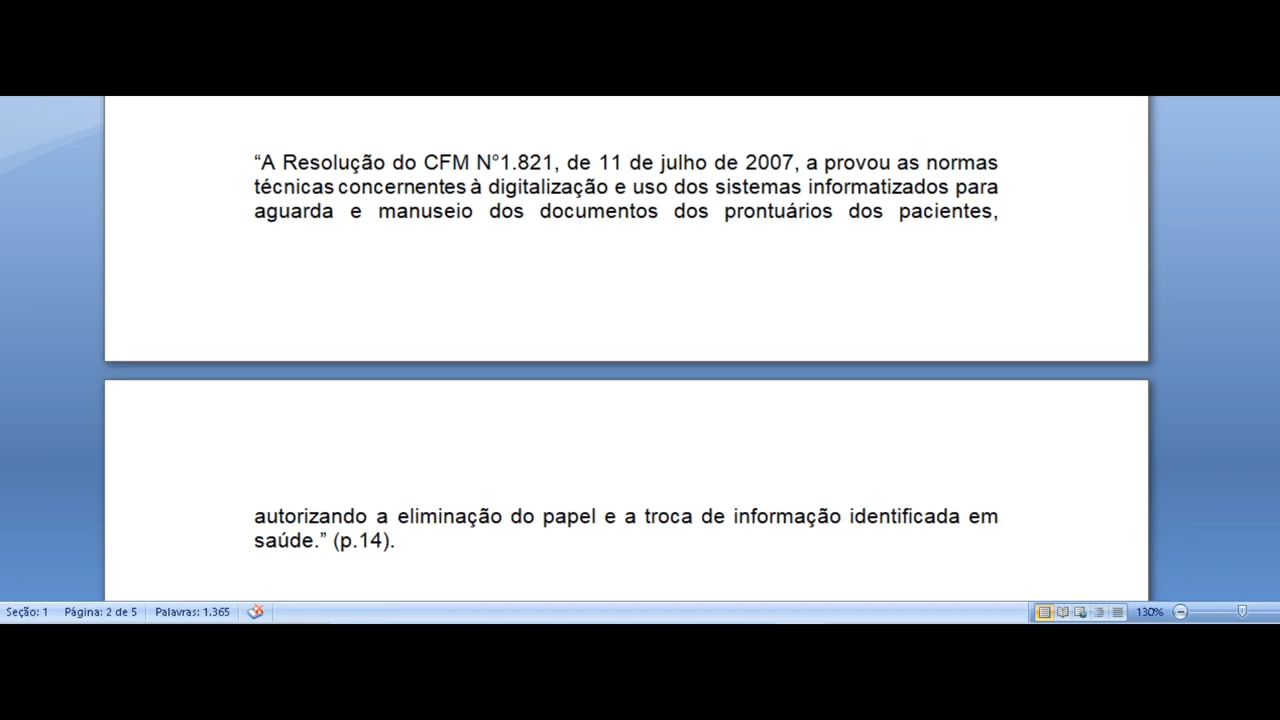 “A Resolução do CFM N°1.821, de 11 de julho de 2007, a provou as normas
técnicas concernentes à digitalização e uso dos sistemas informatizados para
aguarda e manuseio dos documentos dos prontuários dos pacientes,
autorizando a eliminação do papel e a troca de informação identificada em
saúde.” (p.14).
Seção: 1 Página: 2 de 5 Palavras: 1.365 130%